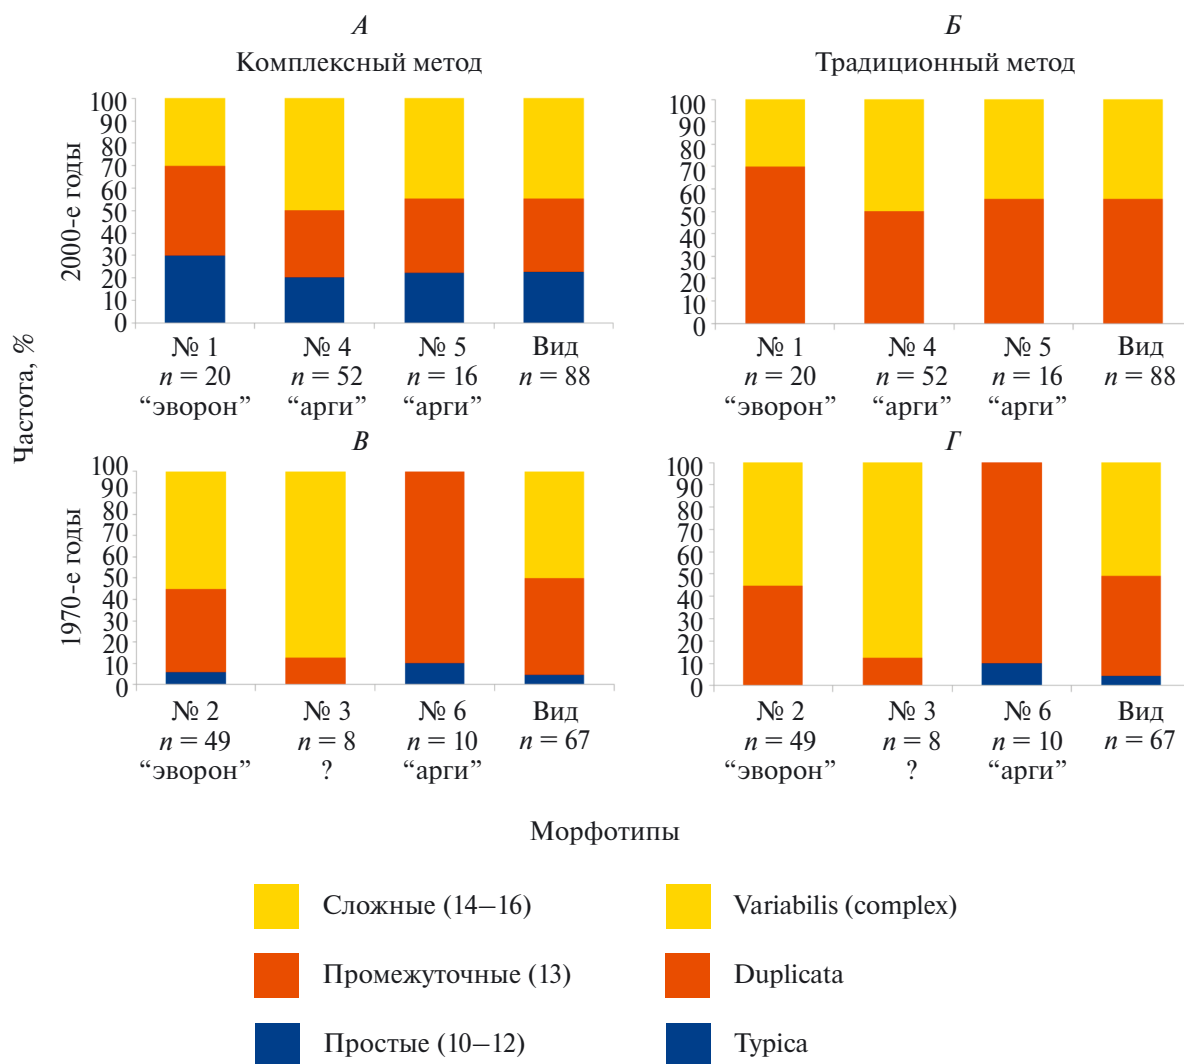 А
Комплексный метод
Б
Традиционный метод
Частота, %
2000-е годы
100
90
80
70
60
50
40
30
20
10
0
№ 1 № 4 № 5 Вид
n = 20 n = 52 n = 16 n = 88
“эворон” “арги” “арги”
100
90
80
70
60
50
40
30
20
10
0
№ 1 № 4 № 5 Вид
n = 20 n = 52 n = 16 n = 88
“эворон” “арги” “арги”
В
1970-е годы
100
90
80
70
60
50
40
30
20
10
0
№ 2 № 3 № 6 Вид
n = 49 n = 8 n = 10 n = 67
“эворон” ? “арги”
Г
100
90
80
70
60
50
40
30
20
10
0
№ 2 № 3 № 6 Вид
n = 49 n = 8 n = 10 n = 67
“эворон” ? “арги”
Морфотипы
Сложные (14–16)
Variabilis (complex)
Промежуточные (13)
Duplicata
Простые (10–12)
Typica